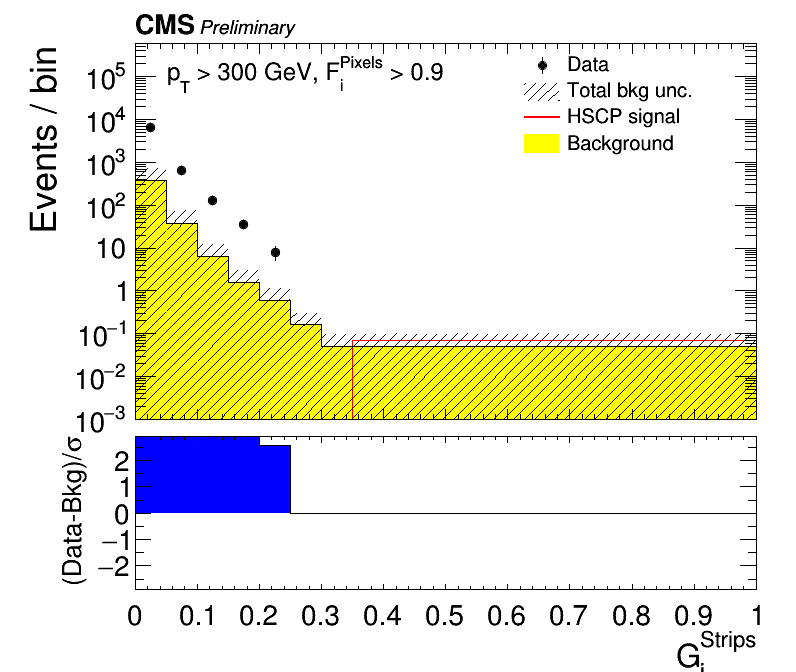 CMS Preliminary
p_T > 300 GeV, F_i^Pixels > 0.9
Data
Total bkg unc.
HSCP signal
Background
Events / bin
10^5
10^4
10^3
10^2
10
1
10^−1
10^−2
10^−3
(Data-Bkg)/σ
2
1
0
−1
−2
0 0.1 0.2 0.3 0.4 0.5 0.6 0.7 0.8 0.9 1
G_i^Strips